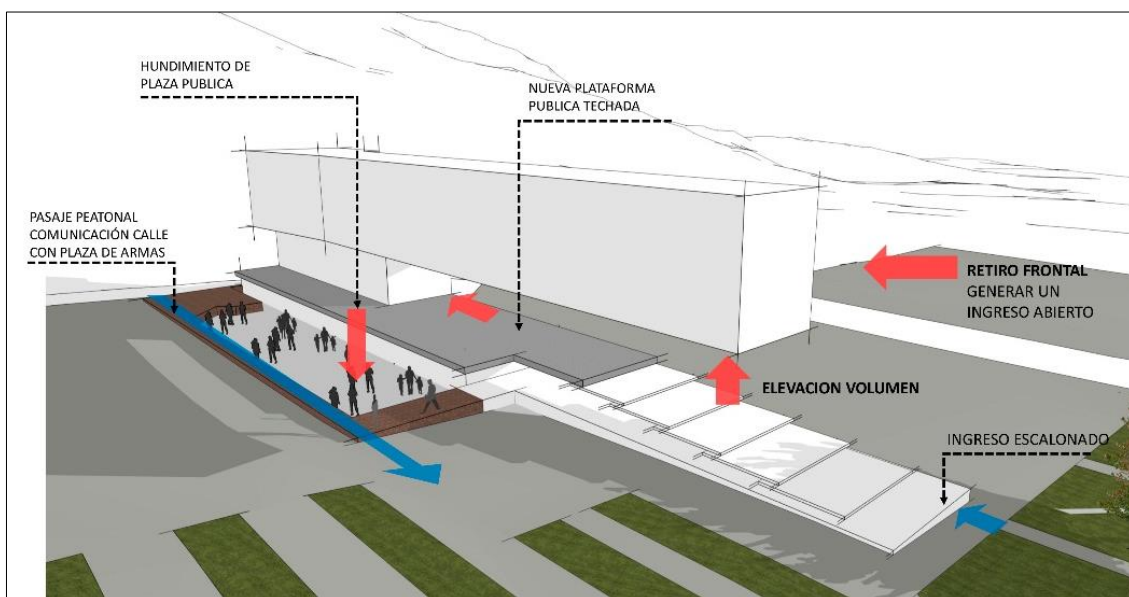 HUNDIMIENTO DE
PLAZA PUBLICA
NUEVA PLATAFORMA
PUBLICA TECHADA
PASAJE PEATONAL
COMUNICACIÓN CALLE
CON PLAZA DE ARMAS
RETIRO FRONTAL
GENERAR UN
INGRESO ABIERTO
ELEVACION VOLUMEN
INGRESO ESCALONADO